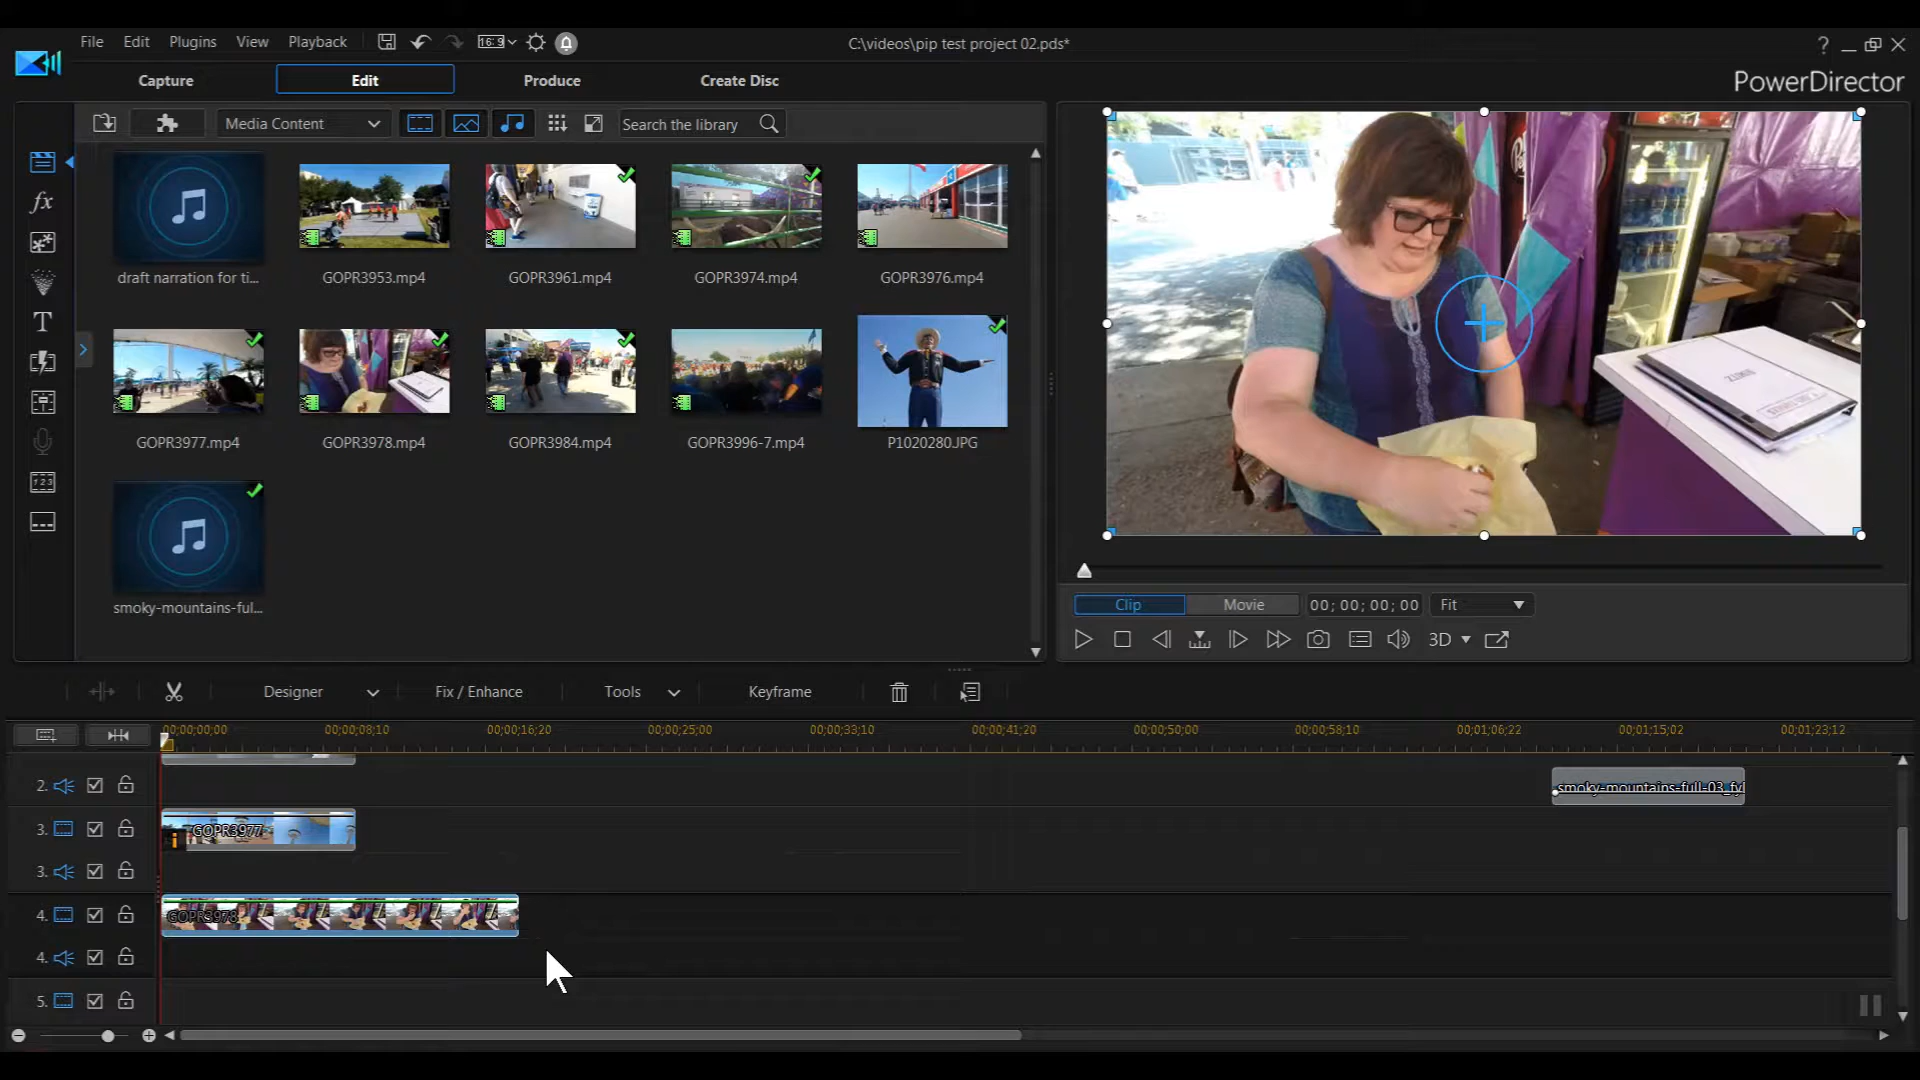 File Edit Plugins View Playback 16:9 C:\videos\pip test project 02.pds* ?
Capture Edit Produce Create Disc PowerDirector
Media Content Search the library
draft narration for ti... GOPR3953.mp4 GOPR3961.mp4 GOPR3974.mp4 GOPR3976.mp4
GOPR3977.mp4 GOPR3978.mp4 GOPR3984.mp4 GOPR3996-7.mp4 P1020280.JPG
smoky-mountains-ful...
Clip Movie 00; 00; 00; 00 Fit
3D
Designer Fix / Enhance Tools Keyframe
00;00;00;00 00;00;08;10 00;00;16;20 00;00;25;00 00;00;33;10 00;00;41;20 00;00;50;00 00;00;58;10 00;01;06;22 00;01;15;02 00;01;23;12
2. smoky-mountains-full-03_fyl
3. GOPR3977
3.
4. GOPR3978
4.
5.